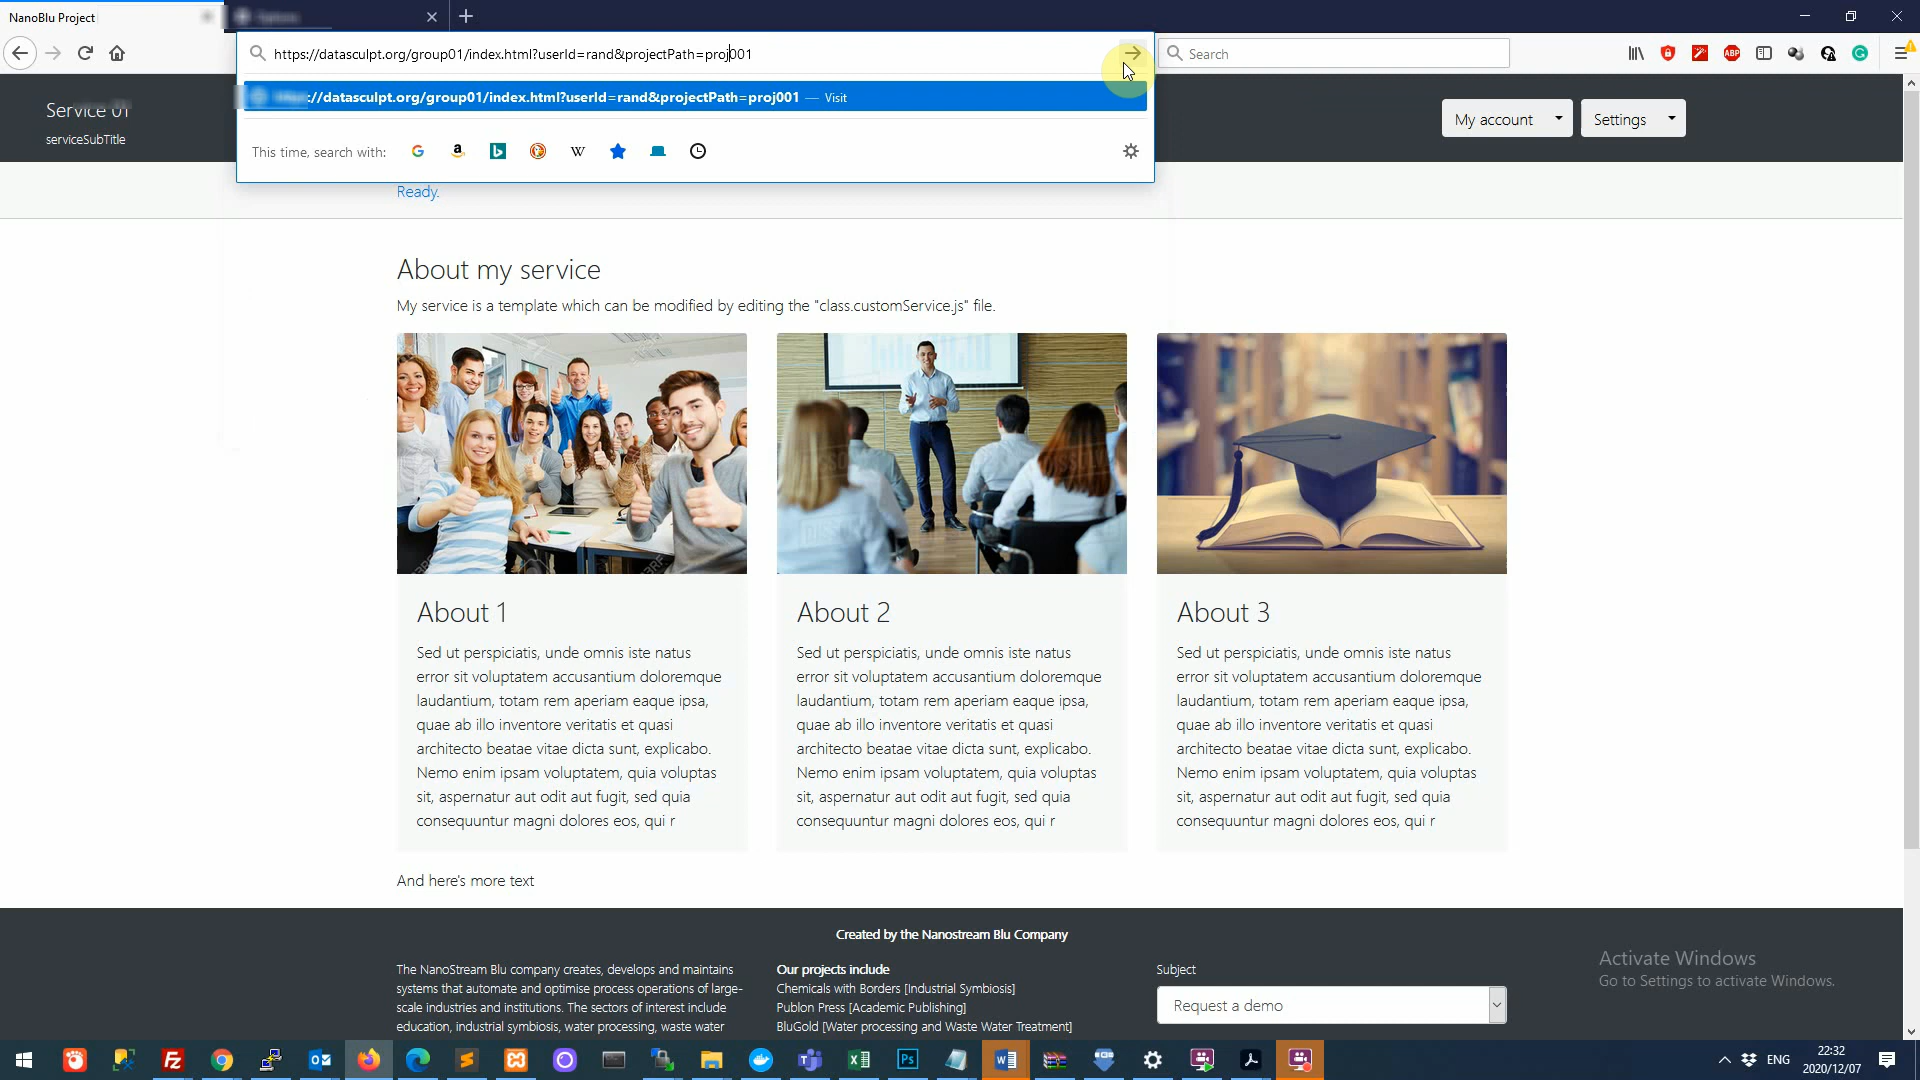 NanoBlu Project
Options
https://datasculpt.org/group01/index.html?userId=rand&projectPath=proj001
Search
://datasculpt.org/group01/index.html?userId=rand&projectPath=proj001 — Visit
This time, search with:
Service 01
serviceSubTitle
My account
Settings
Ready.
About my service
My service is a template which can be modified by editing the "class.customService.js" file.
About 1
Sed ut perspiciatis, unde omnis iste natus
error sit voluptatem accusantium doloremque
laudantium, totam rem aperiam eaque ipsa,
quae ab illo inventore veritatis et quasi
architecto beatae vitae dicta sunt, explicabo.
Nemo enim ipsam voluptatem, quia voluptas
sit, aspernatur aut odit aut fugit, sed quia
consequuntur magni dolores eos, qui r
About 2
Sed ut perspiciatis, unde omnis iste natus
error sit voluptatem accusantium doloremque
laudantium, totam rem aperiam eaque ipsa,
quae ab illo inventore veritatis et quasi
architecto beatae vitae dicta sunt, explicabo.
Nemo enim ipsam voluptatem, quia voluptas
sit, aspernatur aut odit aut fugit, sed quia
consequuntur magni dolores eos, qui r
About 3
Sed ut perspiciatis, unde omnis iste natus
error sit voluptatem accusantium doloremque
laudantium, totam rem aperiam eaque ipsa,
quae ab illo inventore veritatis et quasi
architecto beatae vitae dicta sunt, explicabo.
Nemo enim ipsam voluptatem, quia voluptas
sit, aspernatur aut odit aut fugit, sed quia
consequuntur magni dolores eos, qui r
And here's more text
Created by the Nanostream Blu Company
The NanoStream Blu company creates, develops and maintains
systems that automate and optimise process operations of large-
scale industries and institutions. The sectors of interest include
education, industrial symbiosis, water processing, waste water
Our projects include
Chemicals with Borders [Industrial Symbiosis]
Publon Press [Academic Publishing]
BluGold [Water processing and Waste Water Treatment]
Subject
Request a demo
Activate Windows
Go to Settings to activate Windows.
ENG
22:32
2020/12/07